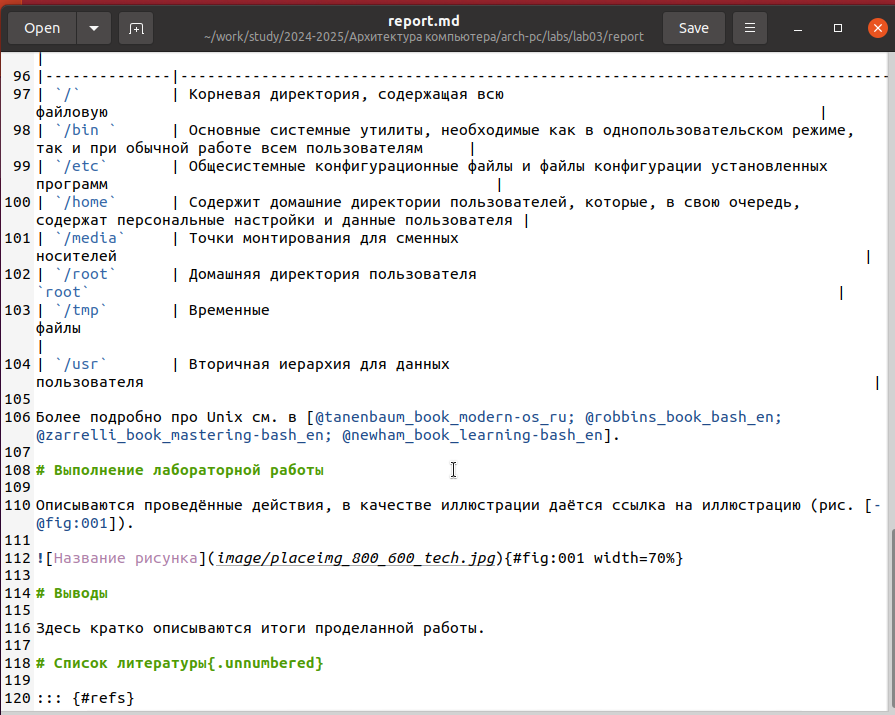 Open
report.md
~/work/study/2024-2025/Архитектура компьютера/arch-pc/labs/lab03/report
Save
|
96 |--------------|-------------------------------------------------------------------------------
97 | `/` | Корневая директория, содержащая всю
файловую |
98 | `/bin ` | Основные системные утилиты, необходимые как в однопользовательском режиме,
так и при обычной работе всем пользователям |
99 | `/etc` | Общесистемные конфигурационные файлы и файлы конфигурации установленных
программ |
100 | `/home` | Содержит домашние директории пользователей, которые, в свою очередь,
содержат персональные настройки и данные пользователя |
101 | `/media` | Точки монтирования для сменных
носителей |
102 | `/root` | Домашняя директория пользователя
`root` |
103 | `/tmp` | Временные
файлы
|
104 | `/usr` | Вторичная иерархия для данных
пользователя |
105
106 Более подробно про Unix см. в [@tanenbaum_book_modern-os_ru; @robbins_book_bash_en;
@zarrelli_book_mastering-bash_en; @newham_book_learning-bash_en].
107
108 # Выполнение лабораторной работы
109
110 Описываются проведённые действия, в качестве иллюстрации даётся ссылка на иллюстрацию (рис. [-
@fig:001]).
111
112 ![Название рисунка](image/placeimg_800_600_tech.jpg){#fig:001 width=70%}
113
114 # Выводы
115
116 Здесь кратко описываются итоги проделанной работы.
117
118 # Список литературы{.unnumbered}
119
120 ::: {#refs}